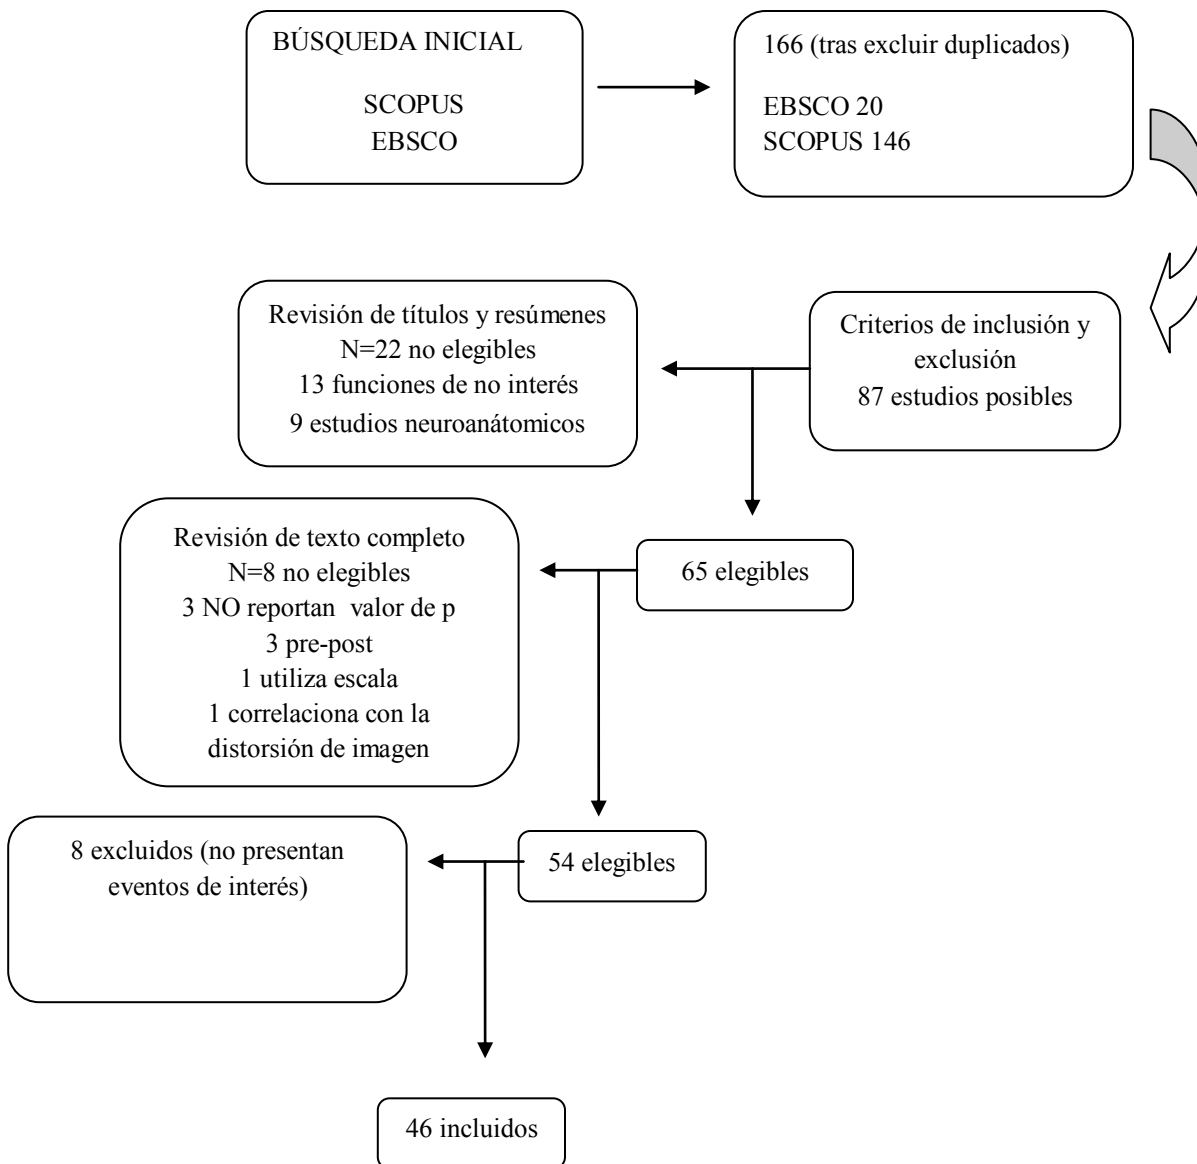 BÚSQUEDA INICIAL
SCOPUS
EBSCO
166 (tras excluir duplicados)
EBSCO 20
SCOPUS 146
Criterios de inclusión y
exclusión
87 estudios posibles
Revisión de títulos y resúmenes
N=22 no elegibles
13 funciones de no interés
9 estudios neuroanátomicos
65 elegibles
Revisión de texto completo
N=8 no elegibles
3 NO reportan valor de p
3 pre-post
1 utiliza escala
1 correlaciona con la
distorsión de imagen
54 elegibles
8 excluidos (no presentan
eventos de interés)
46 incluidos